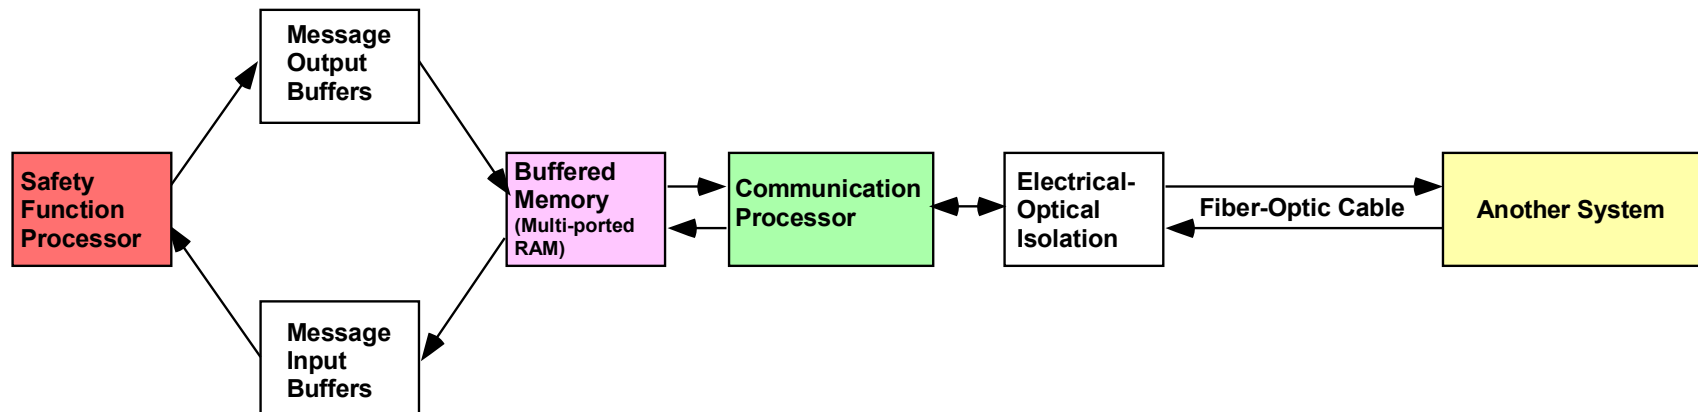 Message
Output
Buffers
Safety
Function
Processor
Buffered
Memory
(Multi-ported
RAM)
Communication
Processor
Electrical-
Optical
Isolation
Fiber-Optic Cable
Another System
Message
Input
Buffers